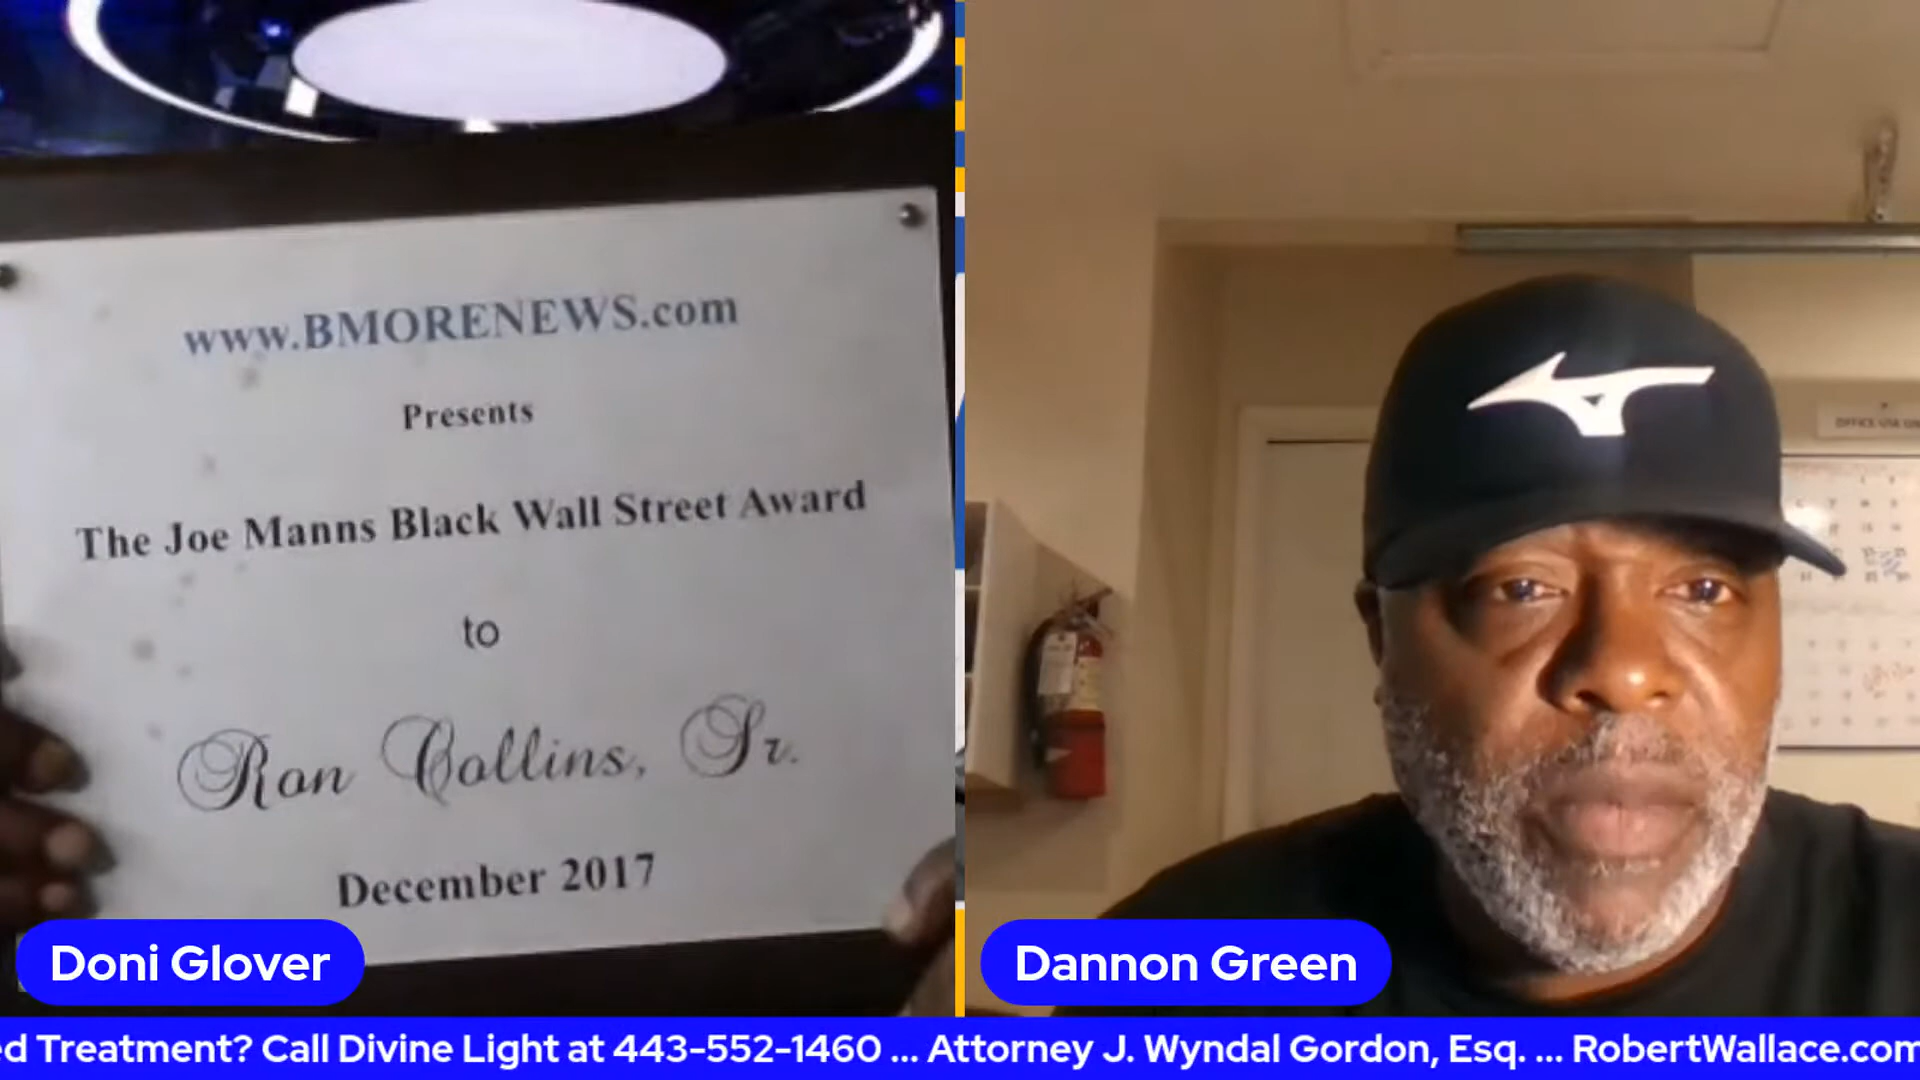 www.BMORENEWS.com
Presents
The Joe Manns Black Wall Street Award
to
Ron Collins, Sr.
December 2017
Doni Glover
Dannon Green
Treatment? Call Divine Light at 443-552-1460 ... Attorney J. Wyndal Gordon, Esq. ... RobertWallace.com